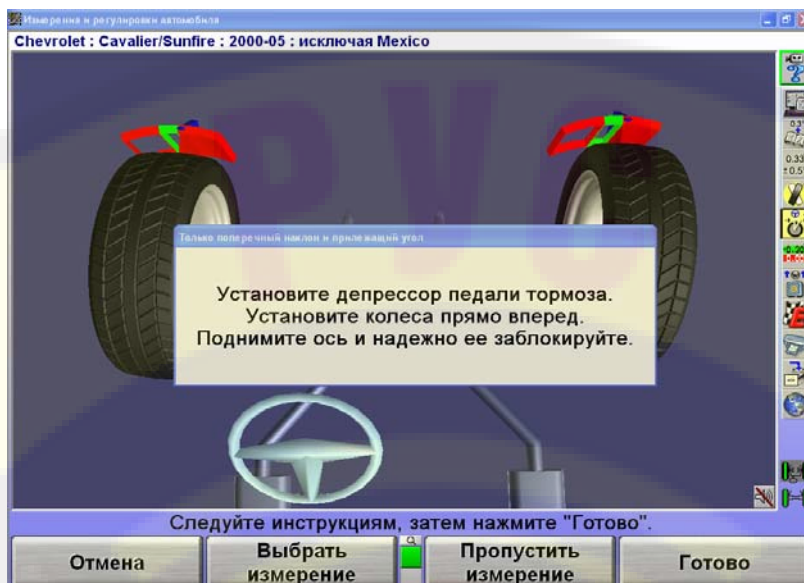 Измерения и регулировки автомобиля
Chevrolet : Cavalier/Sunfire : 2000-05 : исключая Mexico
PVG
Только поперечный наклон и прилежащий угол
Установите депрессор педали тормоза.
Установите колеса прямо вперед.
Поднимите ось и надежно ее заблокируйте.
Следуйте инструкциям, затем нажмите "Готово".
Отмена
Выбрать измерение
Пропустить измерение
Готово